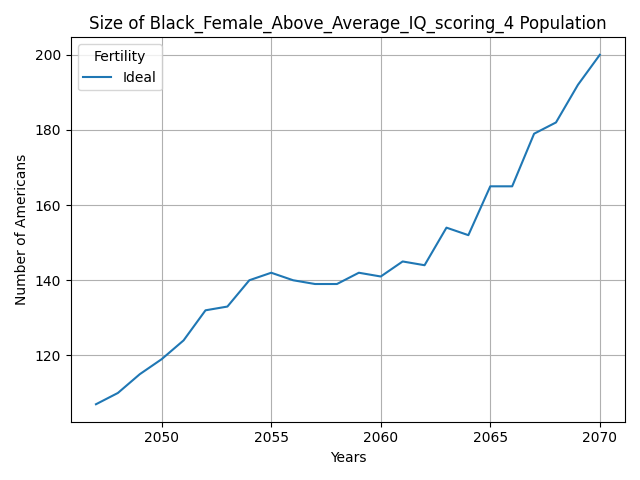 Size of Black_Female_Above_Average_IQ_scoring_4 Population
Fertility
Ideal
Number of Americans
200
180
160
140
120
2050 2055 2060 2065 2070
Years